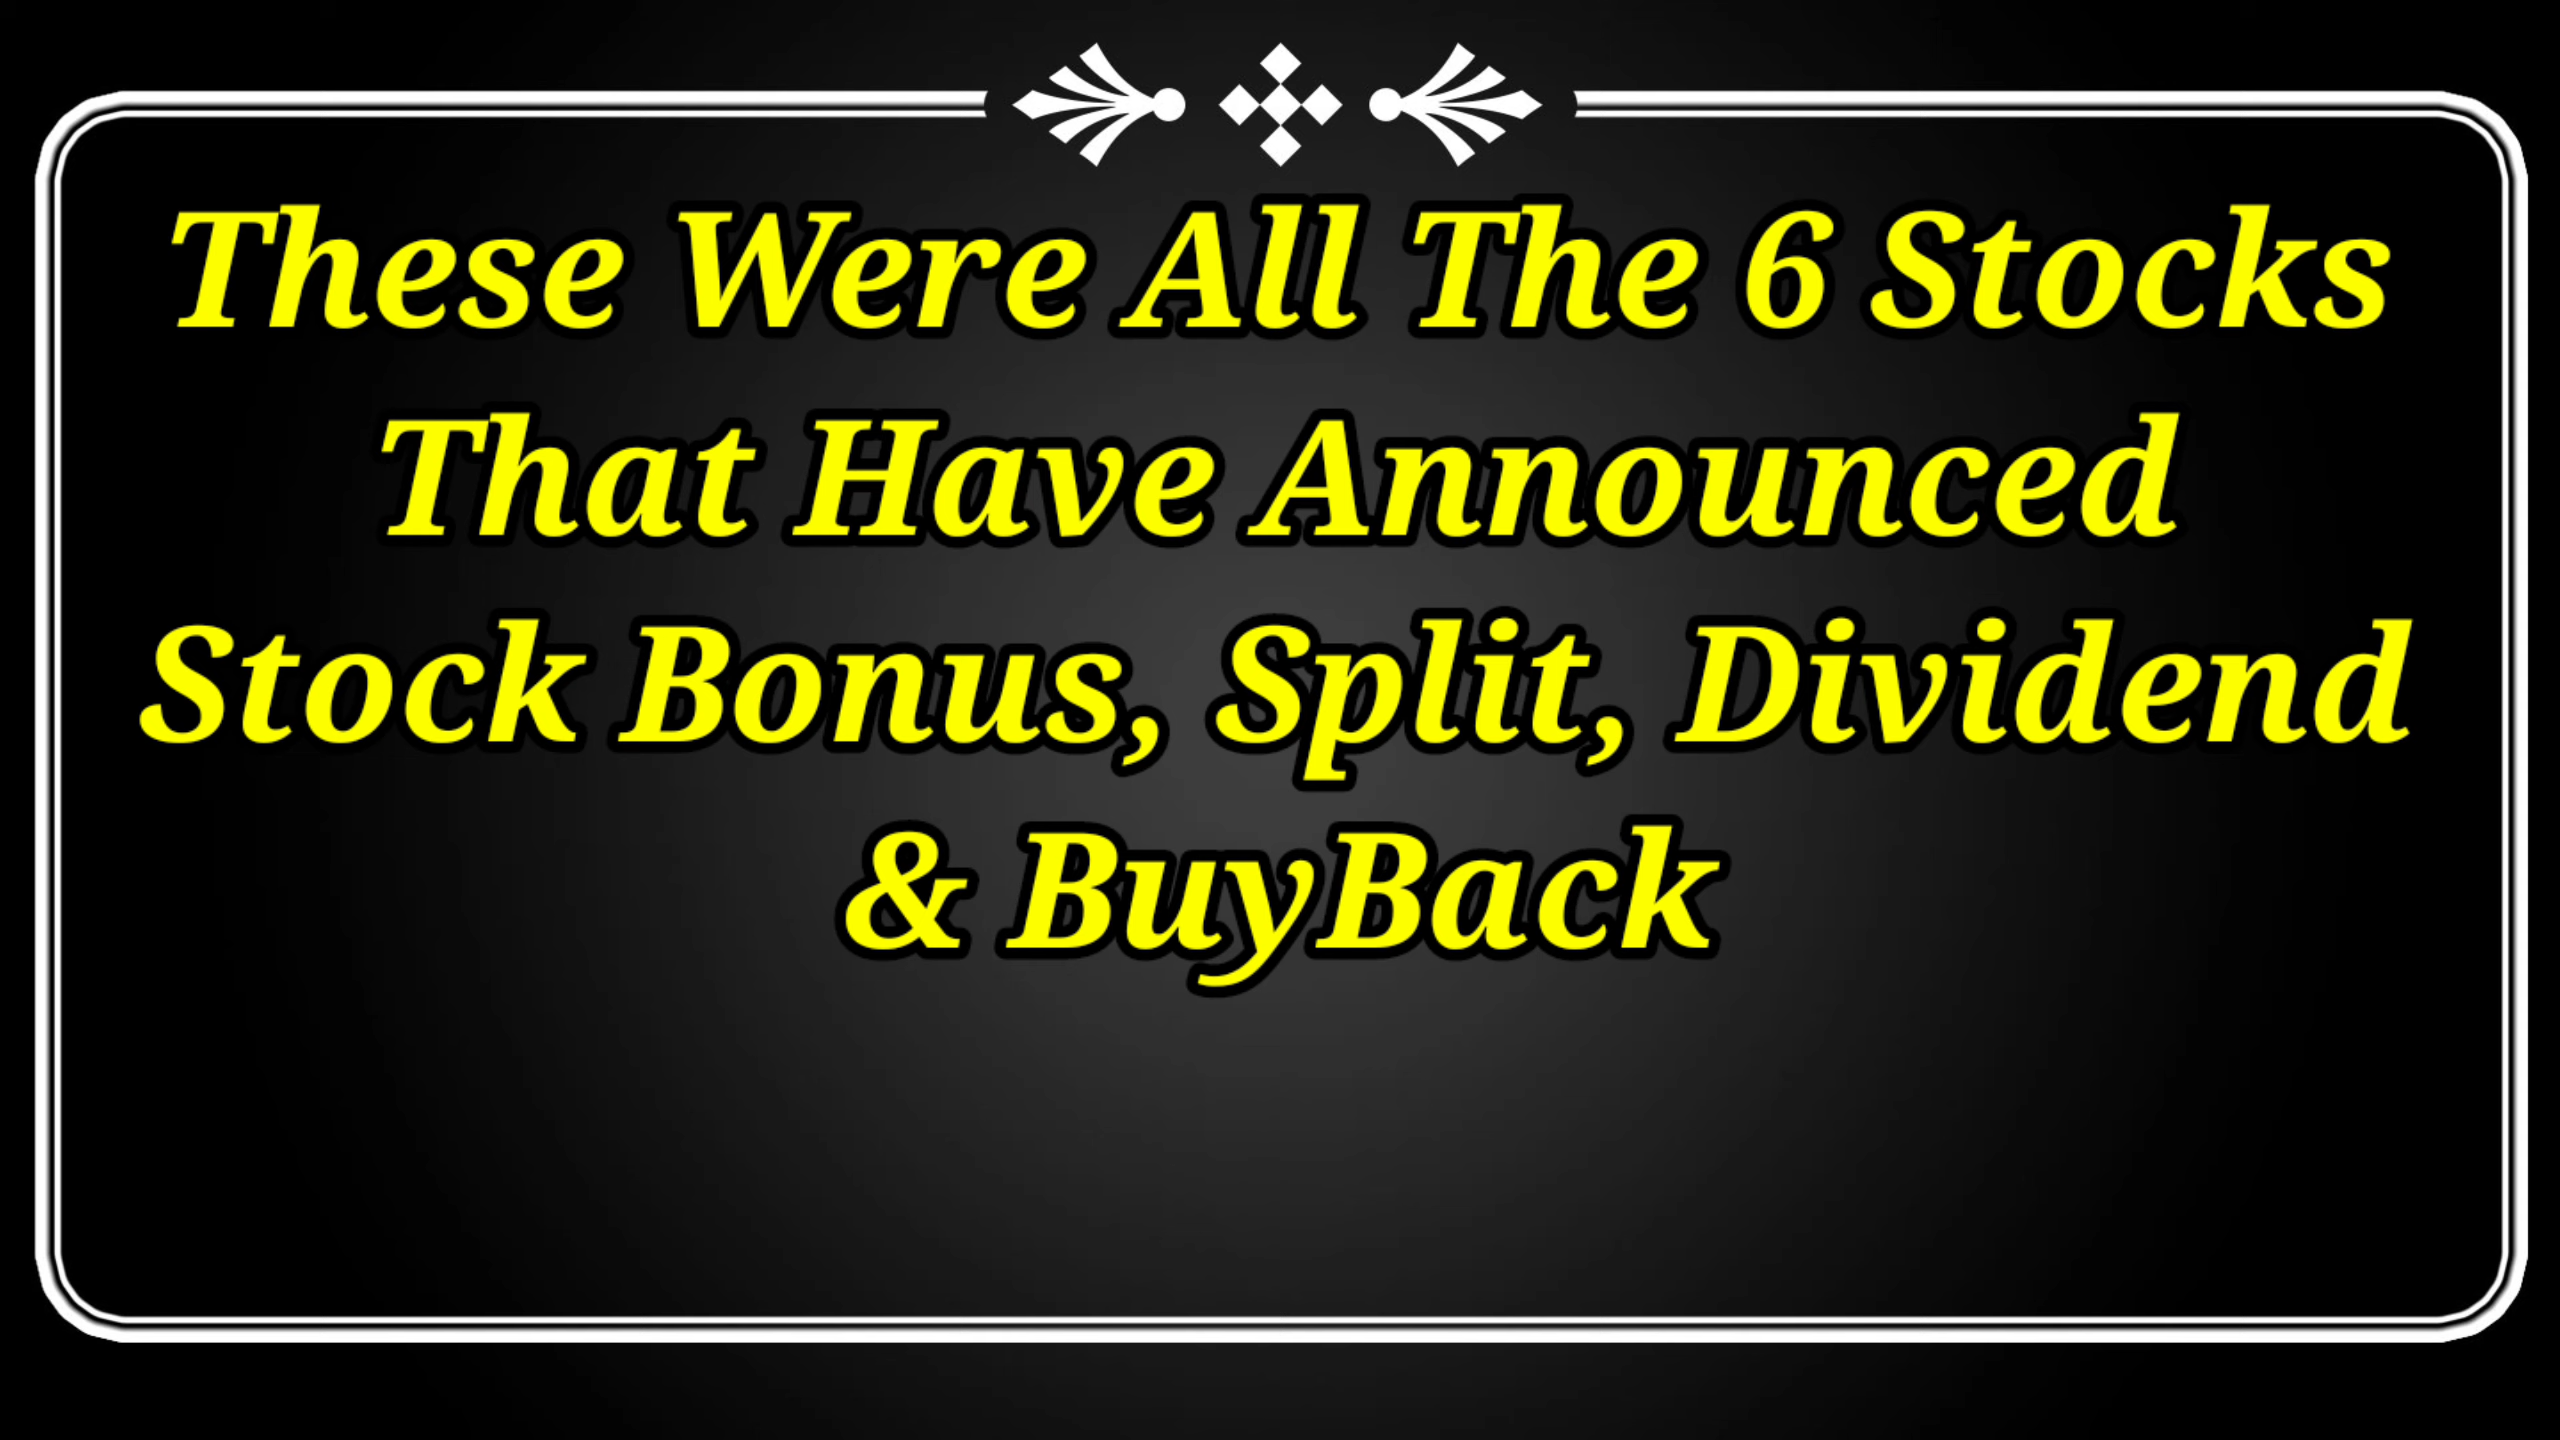 These Were All The 6 Stocks
That Have Announced
Stock Bonus, Split, Dividend
& BuyBack